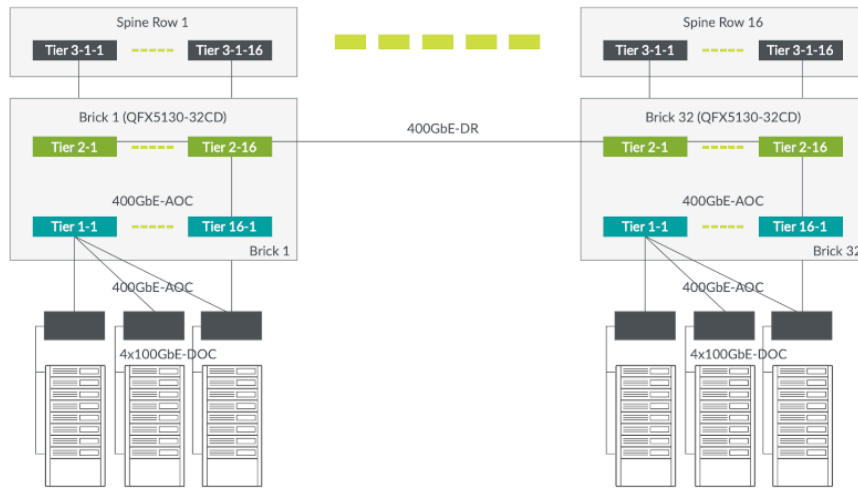 Spine Row 1
Tier 3-1-1
Tier 3-1-16
Spine Row 16
Tier 3-1-1
Tier 3-1-16
Brick 1 (QFX5130-32CD)
Tier 2-1
Tier 2-16
400GbE-AOC
Tier 1-1
Tier 16-1
Brick 1
400GbE-DR
Brick 32 (QFX5130-32CD)
Tier 2-1
Tier 2-16
400GbE-AOC
Tier 1-1
Tier 16-1
Brick 32
400GbE-AOC
4x100GbE-DOC
400GbE-AOC
4x100GbE-DOC